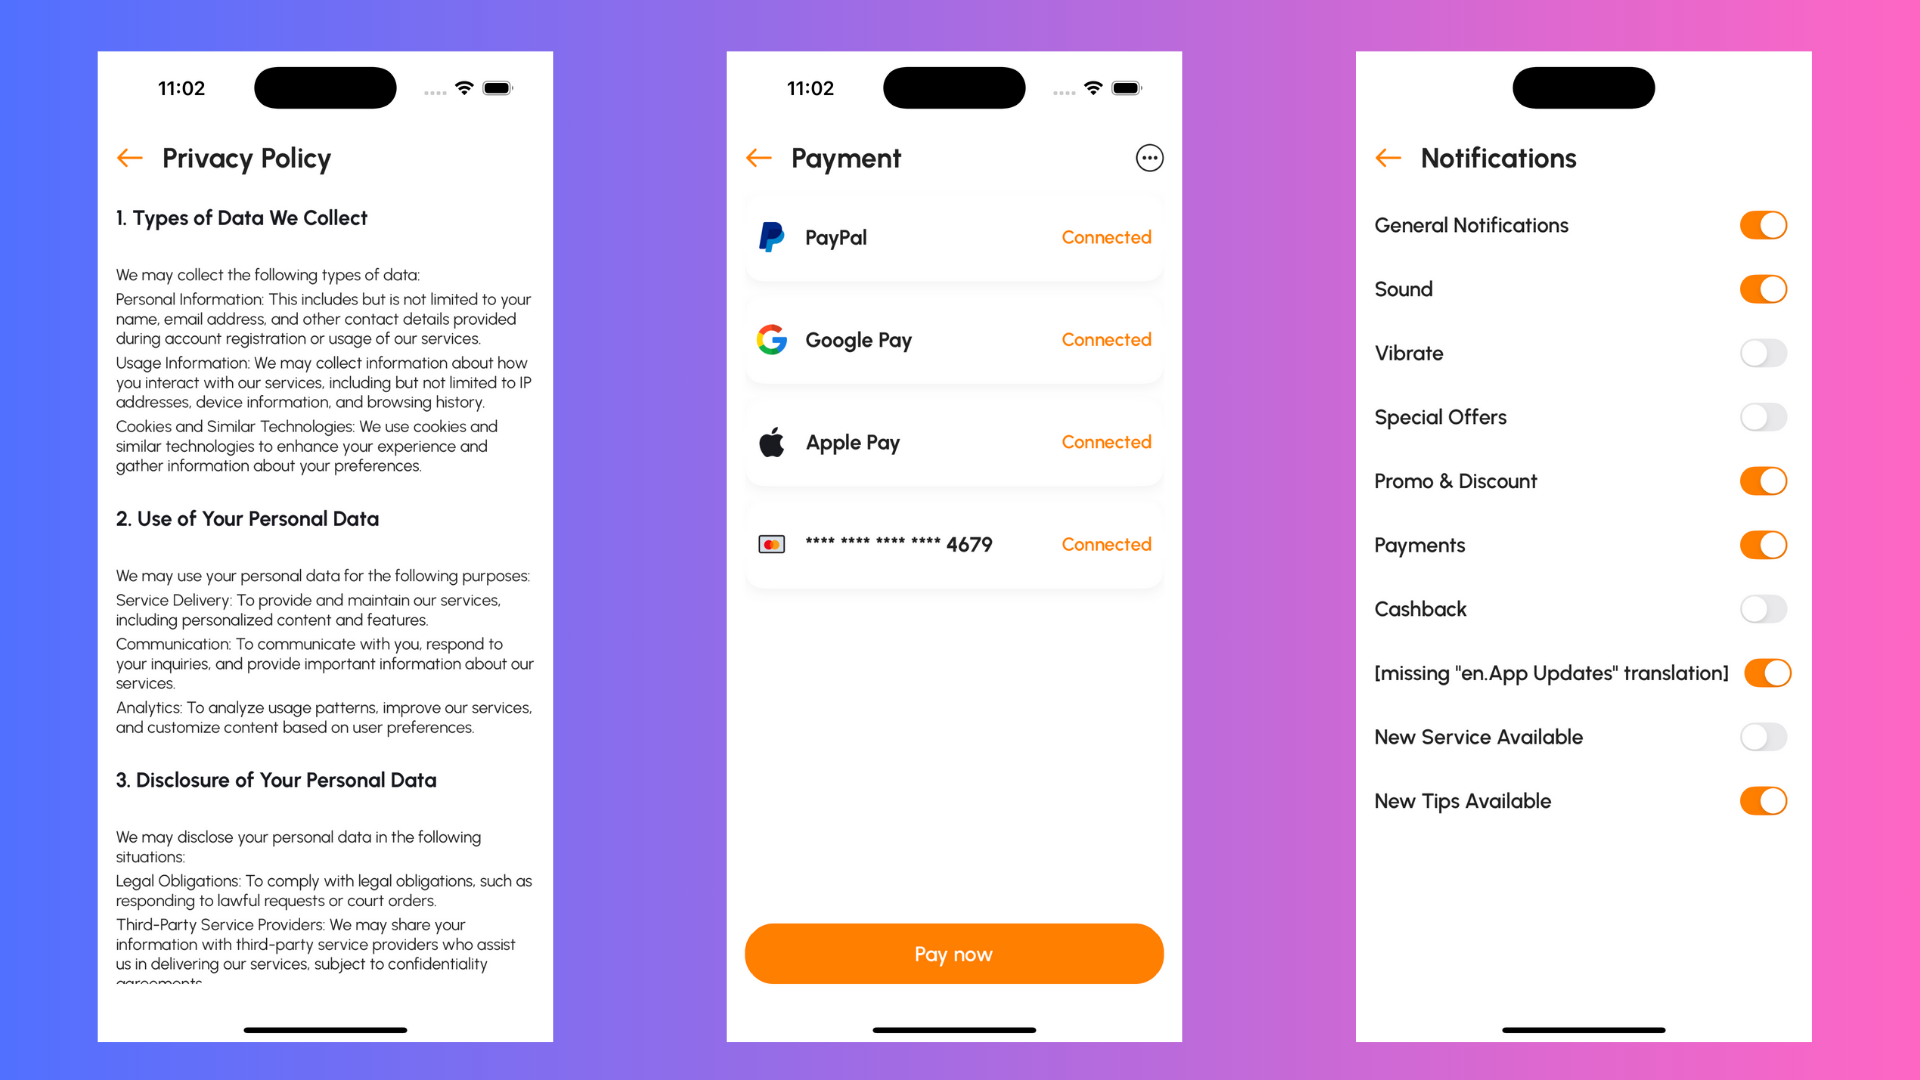 11:02
Privacy Policy
1. Types of Data We Collect
We may collect the following types of data:
Personal Information: This includes but is not limited to your
name, email address, and other contact details provided
during account registration or usage of our services.
Usage Information: We may collect information about how
you interact with our services, including but not limited to IP
addresses, device information, and browsing history.
Cookies and Similar Technologies: We use cookies and
similar technologies to enhance your experience and
gather information about your preferences.
2. Use of Your Personal Data
We may use your personal data for the following purposes:
Service Delivery: To provide and maintain our services,
including personalized content and features.
Communication: To communicate with you, respond to
your inquiries, and provide important information about our
services.
Analytics: To analyze usage patterns, improve our services,
and customize content based on user preferences.
3. Disclosure of Your Personal Data
We may disclose your personal data in the following
situations:
Legal Obligations: To comply with legal obligations, such as
responding to lawful requests or court orders.
Third-Party Service Providers: We may share your
information with third-party service providers who assist
us in delivering our services, subject to confidentiality
agreements.
11:02
Payment
PayPal Connected
Google Pay Connected
Apple Pay Connected
**** **** **** **** 4679 Connected
Pay now
Notifications
General Notifications
Sound
Vibrate
Special Offers
Promo & Discount
Payments
Cashback
[missing "en.App Updates" translation]
New Service Available
New Tips Available